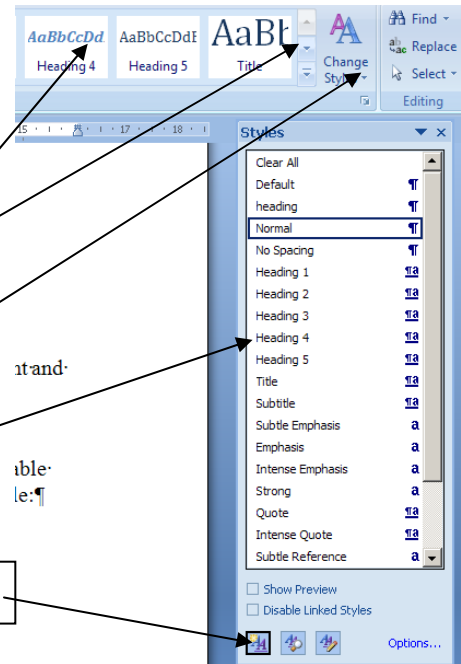 AaBbCcDd AaBbCcDdE AaBb
Heading 4 Heading 5 Title
Change
Styles
Find
Replace
Select
Editing
15 17 18
Styles
Clear All
Default ¶
heading ¶
Normal ¶
No Spacing ¶
Heading 1 ¶a
Heading 2 ¶a
Heading 3 ¶a
Heading 4 ¶a
Heading 5 ¶a
Title ¶a
Subtitle ¶a
Subtle Emphasis a
Emphasis a
Intense Emphasis a
Strong a
Quote ¶a
Intense Quote ¶a
Subtle Reference a
nt·and·
able·
le:¶
Show Preview
Disable Linked Styles
Options...